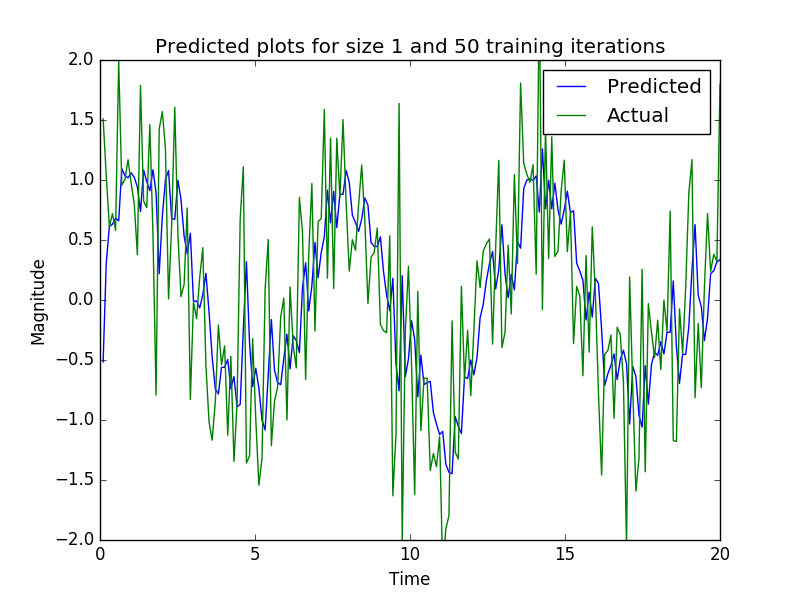 Predicted plots for size 1 and 50 training iterations
2.0
1.5
1.0
0.5
0.0
−0.5
−1.0
−1.5
−2.0
Magnitude
Predicted
Actual
0 5 10 15 20
Time